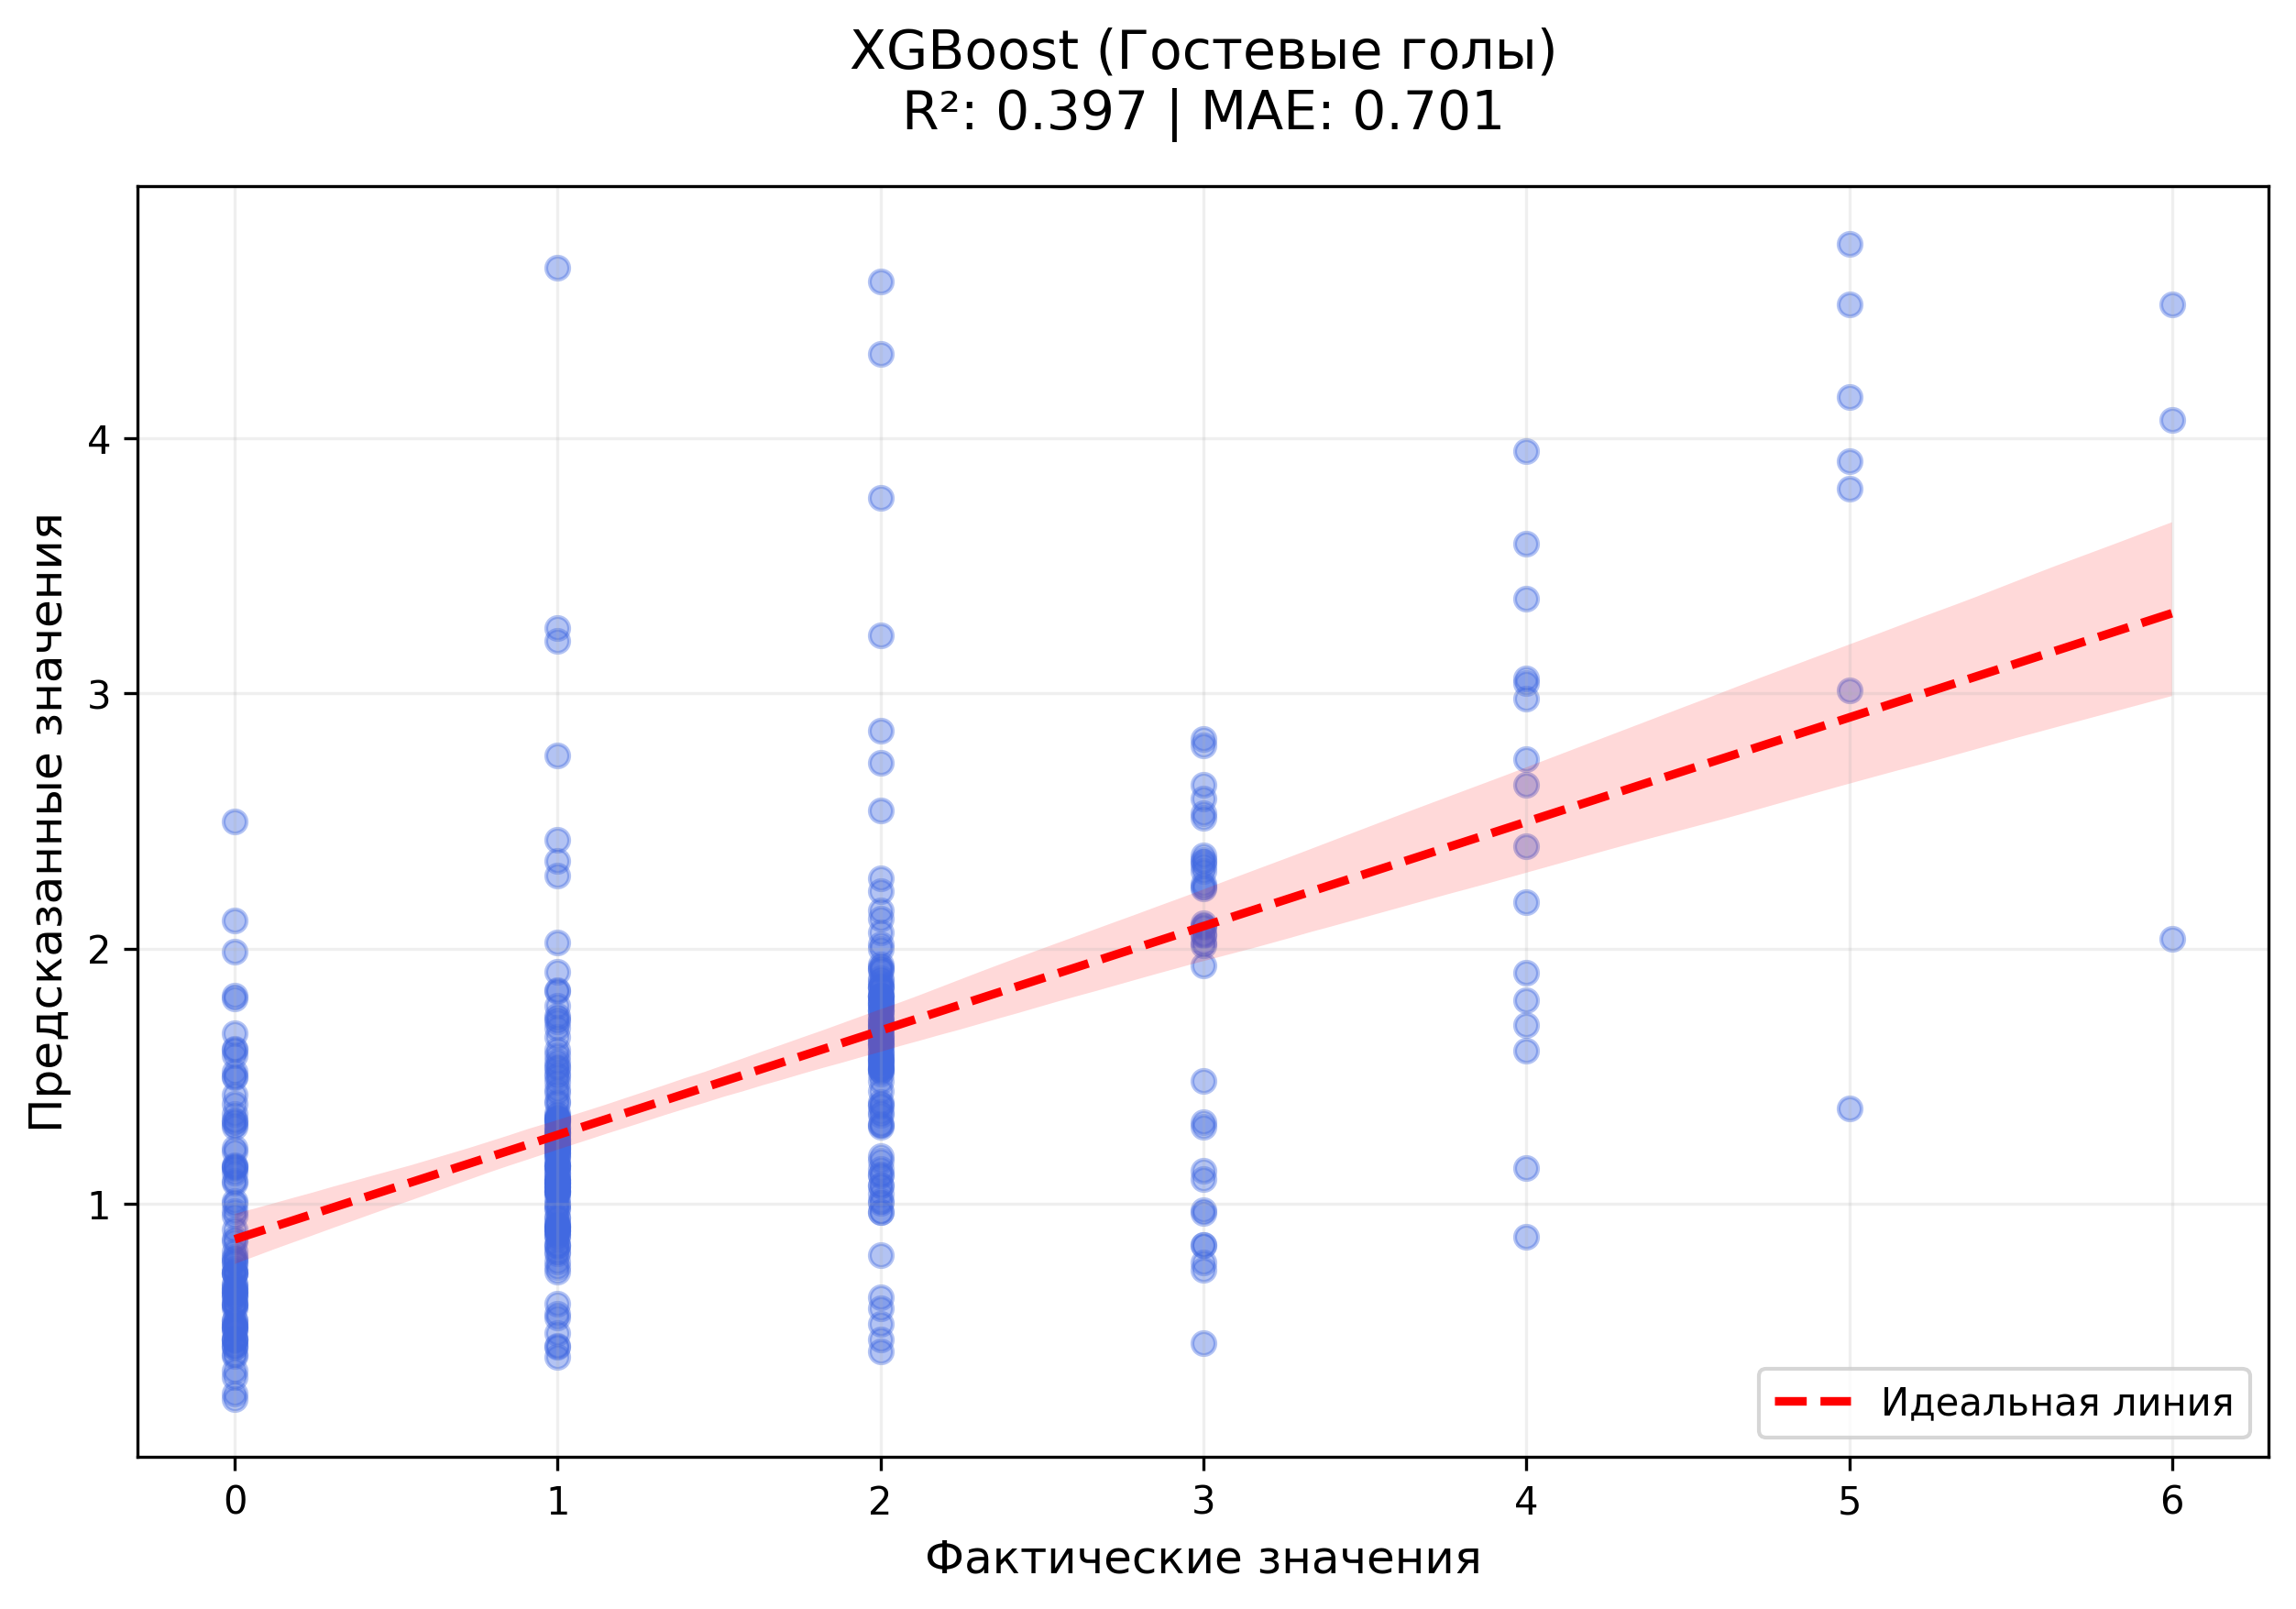 XGBoost (Гостевые голы)
R²: 0.397 | MAE: 0.701
Предсказанные значения
4
3
2
1
Идеальная линия
0 1 2 3 4 5 6
Фактические значения